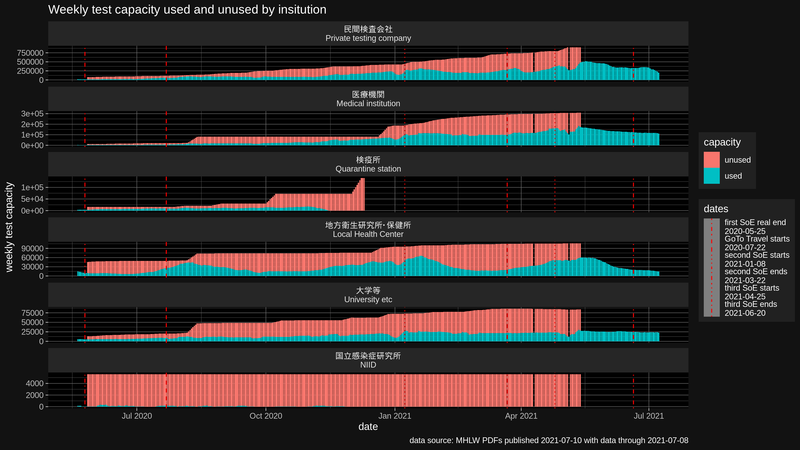 Weekly test capacity used and unused by insitution
民間検査会社
Private testing company
750000
500000
250000
0
医療機関
Medical institution
3e+05
2e+05
1e+05
0e+00
検疫所
Quarantine station
1e+05
5e+04
0e+00
地方衛生研究所・保健所
Local Health Center
90000
60000
30000
0
大学等
University etc
75000
50000
25000
0
国立感染症研究所
NIID
4000
2000
0
Jul 2020
Oct 2020
Jan 2021
Apr 2021
Jul 2021
date
weekly test capacity
capacity
unused
used
dates
first SoE real end
2020-05-25
GoTo Travel starts
2020-07-22
second SoE starts
2021-01-08
second SoE ends
2021-03-22
third SoE starts
2021-04-25
third SoE ends
2021-06-20
data source: MHLW PDFs published 2021-07-10 with data through 2021-07-08